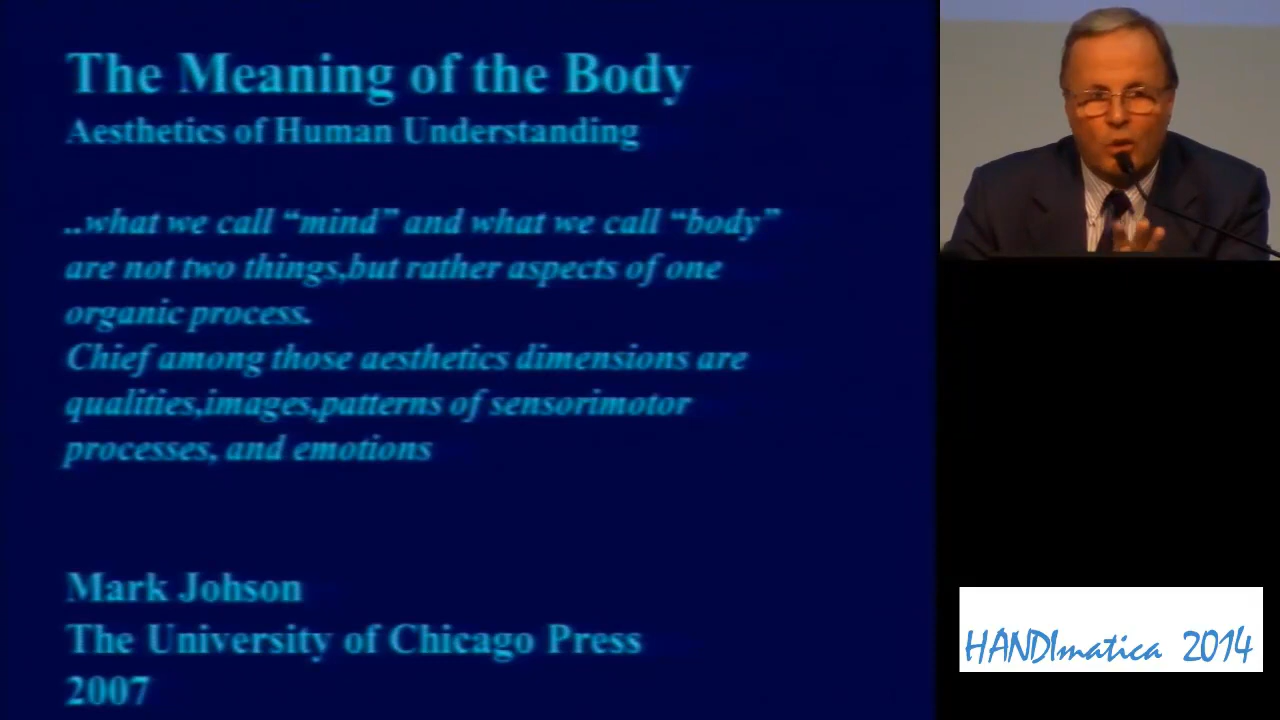 The Meaning of the Body
Aesthetics of Human Understanding
..what we call “mind” and what we call “body”
are not two things,but rather aspects of one
organic process.
Chief among those aesthetics dimensions are
qualities,images,patterns of sensorimotor
processes, and emotions
Mark Johson
The University of Chicago Press
2007
HANDImatica 2014